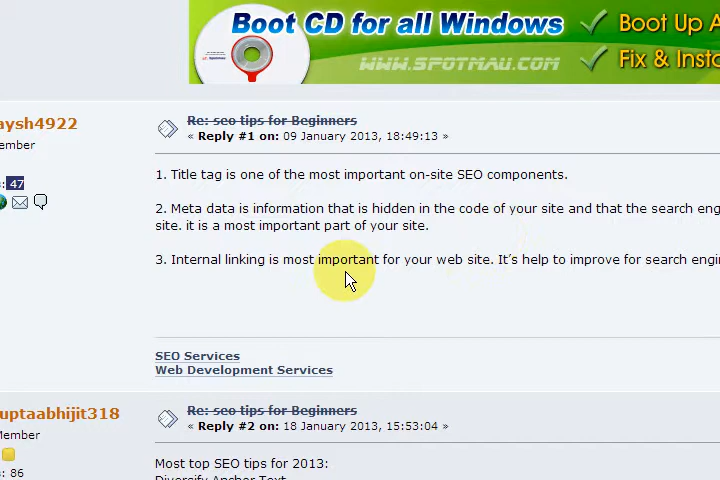 Boot CD for all Windows
Boot Up
WWW.SPOTMAU.COM
Fix &
aysh4922
Re: seo tips for Beginners
« Reply #1 on: 09 January 2013, 18:49:13 »
ember
47
1. Title tag is one of the most important on-site SEO components.
2. Meta data is information that is hidden in the code of your site and that the search eng
site. it is a most important part of your site.
3. Internal linking is most important for your web site. It's help to improve for search engin
SEO Services
Web Development Services
uptaabhijit318
Re: seo tips for Beginners
« Reply #2 on: 18 January 2013, 15:53:04 »
Member
s: 86
Most top SEO tips for 2013:
Diversify Anchor Text